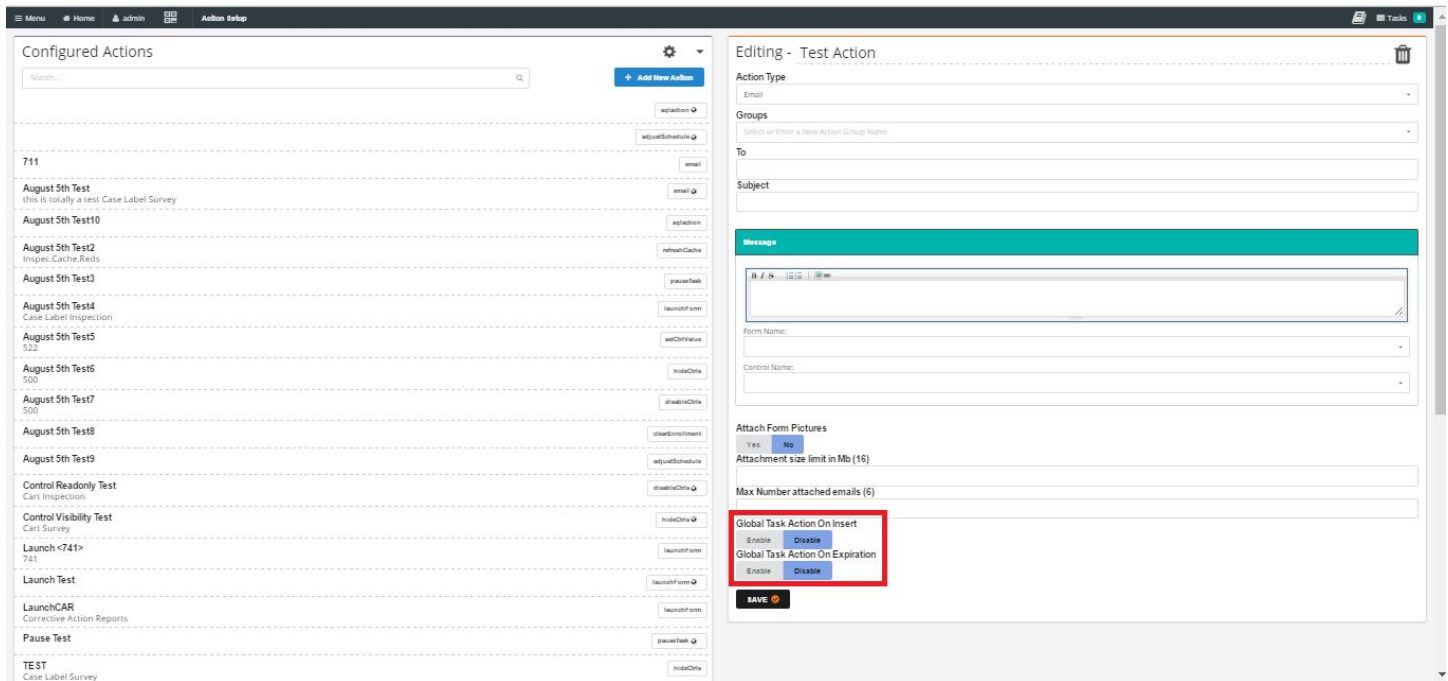 Menu Home admin Action Setup Tasks
Configured Actions
Search...
Add New Action
sqlaction
adjustSchedule
711 email
August 5th Test email
this is totally a test Case Label Survey
August 5th Test10 sqlaction
August 5th Test2 refreshCache
Inspec.Cache.Reds
August 5th Test3 pauseTask
August 5th Test4 launchForm
Case Label Inspection
August 5th Test5 setCtrlValue
522
August 5th Test6 hideCtrls
500
August 5th Test7 disableCtrls
500
August 5th Test8 clearEnrollment
August 5th Test9 adjustSchedule
Control Readonly Test disableCtrls
Cart Inspection
Control Visibility Test hideCtrls
Cart Survey
Launch <741> launchForm
741
Launch Test launchForm
LaunchCAR launchForm
Corrective Action Reports
Pause Test pauseTask
TEST hideCtrls
Case Label Survey
Editing - Test Action
Action Type
Email
Groups
Select or Enter a New Action Group Name
To
Subject
Message
B I S
Form Name:
Control Name:
Attach Form Pictures
Yes No
Attachment size limit in Mb (16)
Max Number attached emails (6)
Global Task Action On Insert
Enable Disable
Global Task Action On Expiration
Enable Disable
SAVE